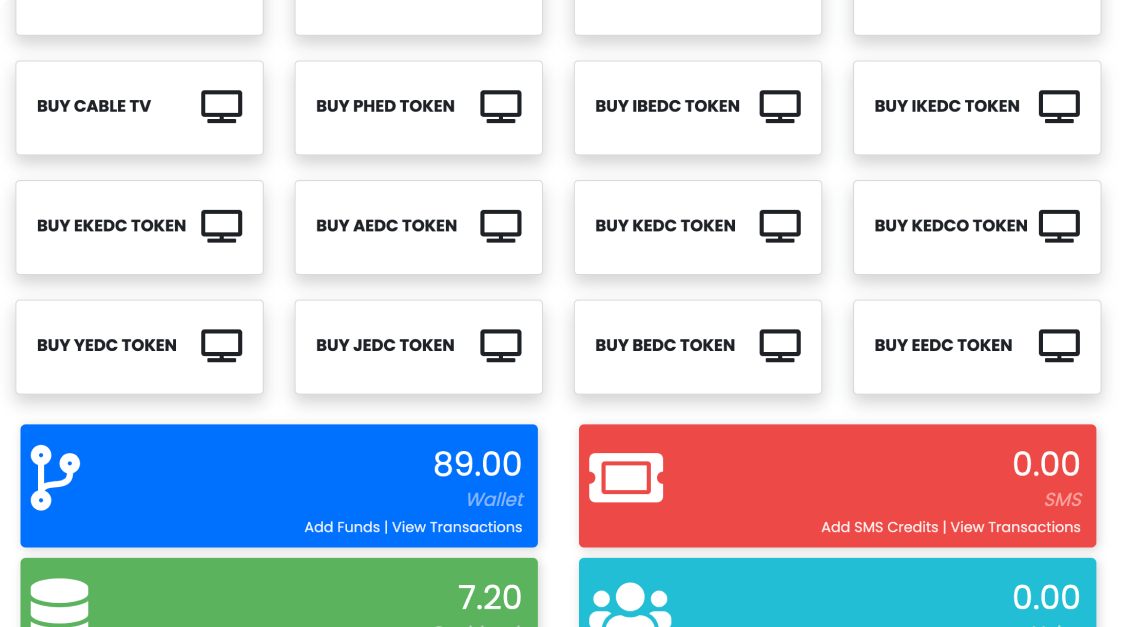 BUY CABLE TV
BUY PHED TOKEN
BUY IBEDC TOKEN
BUY IKEDC TOKEN
BUY EKEDC TOKEN
BUY AEDC TOKEN
BUY KEDC TOKEN
BUY KEDCO TOKEN
BUY YEDC TOKEN
BUY JEDC TOKEN
BUY BEDC TOKEN
BUY EEDC TOKEN
89.00
Wallet
Add Funds | View Transactions
0.00
SMS
Add SMS Credits | View Transactions
7.20
0.00